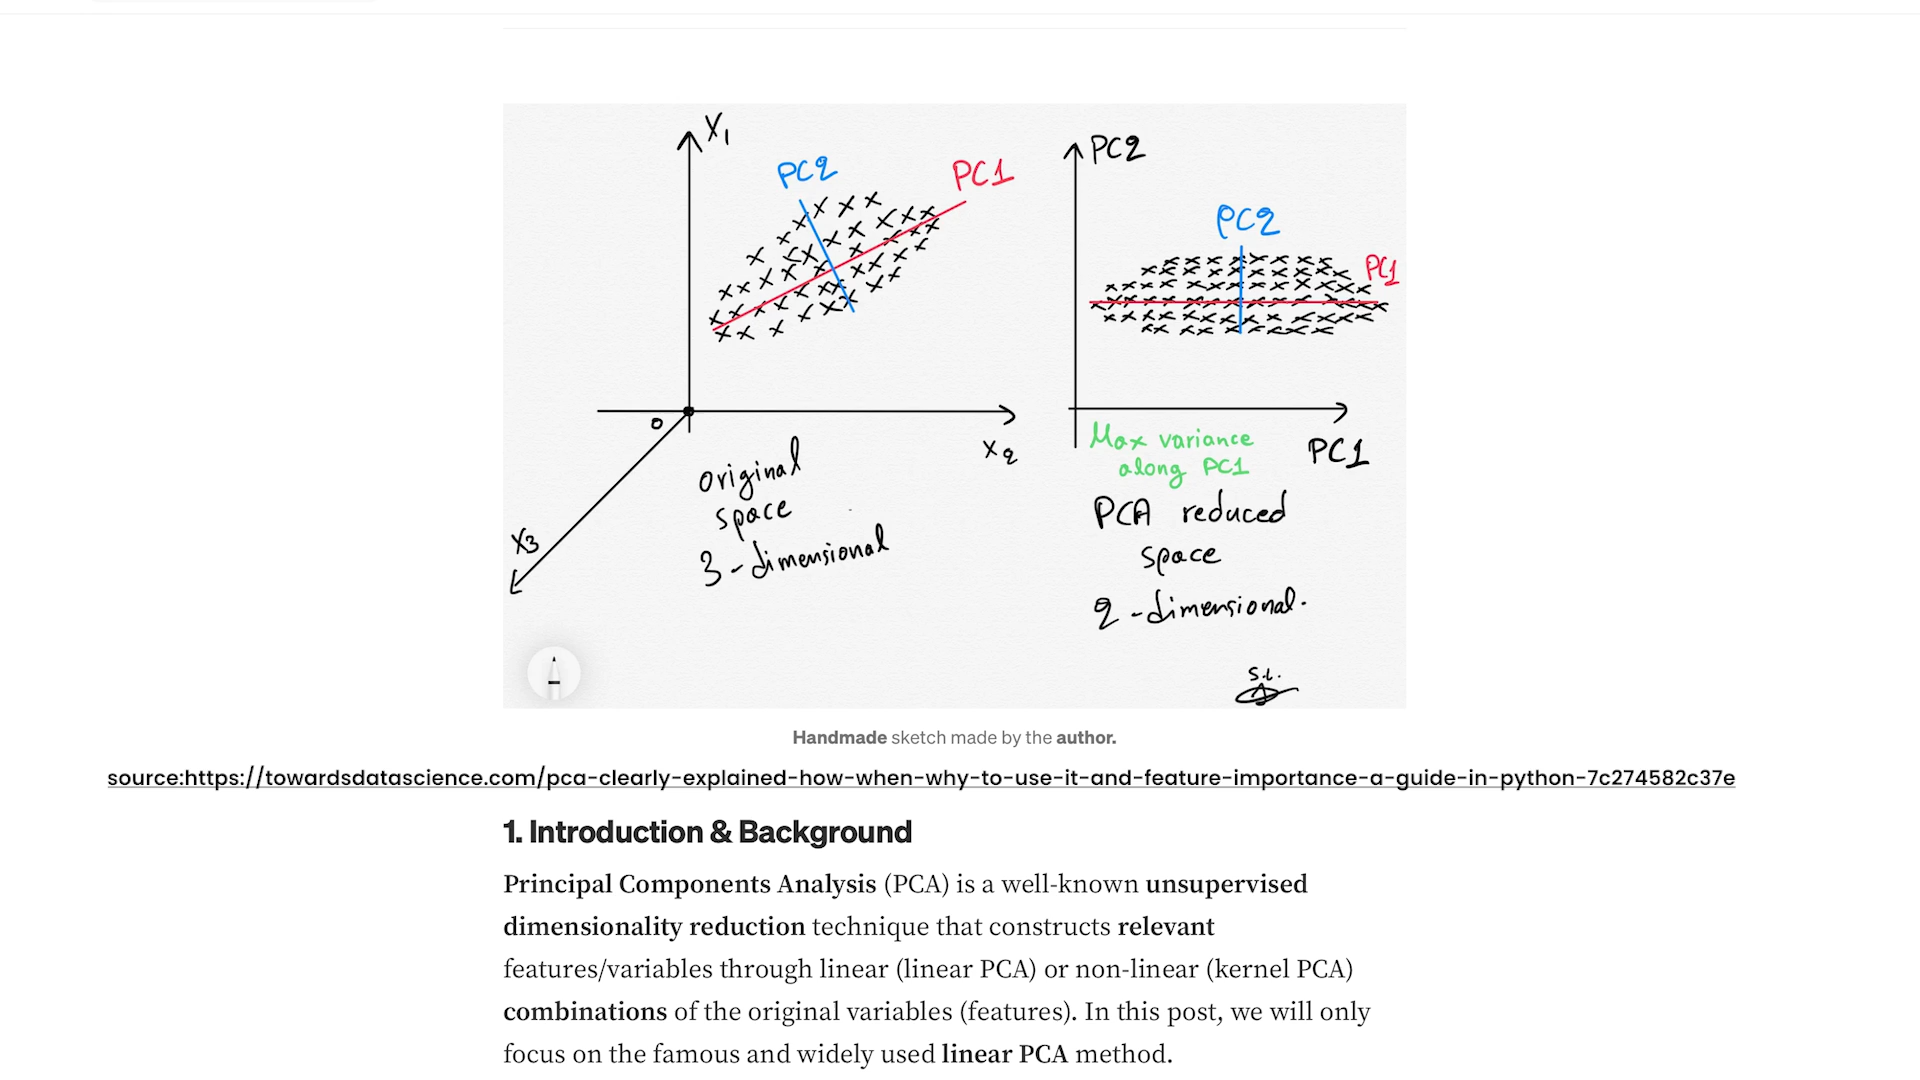 X1
PC2
PC1
O
X2
X3
original
space
3-dimensional
PC2
PC2
PC1
PC1
Max variance
along PC1
PCA reduced
space
2-dimensional.
S.L.
Handmade sketch made by the author.
source:https://towardsdatascience.com/pca-clearly-explained-how-when-why-to-use-it-and-feature-importance-a-guide-in-python-7c274582c37e
1. Introduction & Background
Principal Components Analysis (PCA) is a well-known unsupervised
dimensionality reduction technique that constructs relevant
features/variables through linear (linear PCA) or non-linear (kernel PCA)
combinations of the original variables (features). In this post, we will only
focus on the famous and widely used linear PCA method.